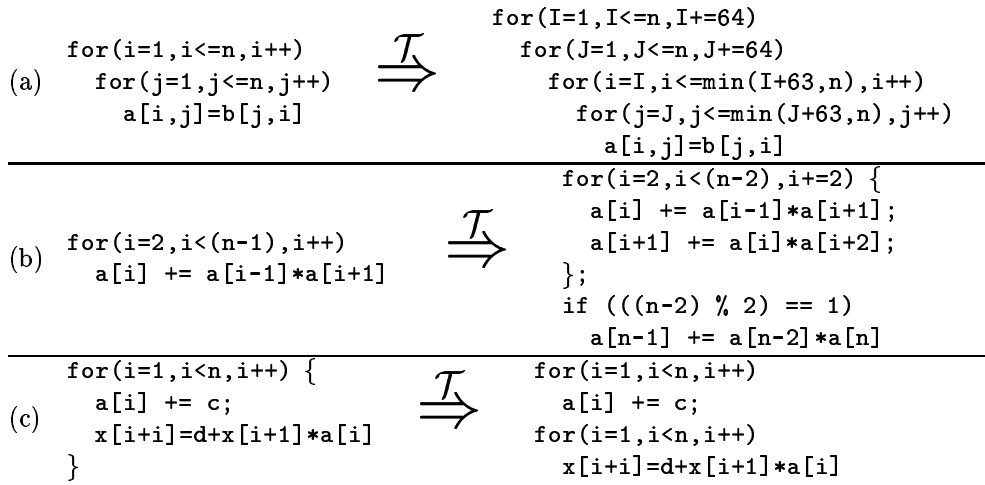 (a)
for(i=1,i<=n,i++)
for(j=1,j<=n,j++)
a[i,j]=b[j,i]
T
⇒
for(I=1,I<=n,I+=64)
for(J=1,J<=n,J+=64)
for(i=I,i<=min(I+63,n),i++)
for(j=J,j<=min(J+63,n),j++)
a[i,j]=b[j,i]
(b)
for(i=2,i<(n-1),i++)
a[i] += a[i-1]*a[i+1]
T
⇒
for(i=2,i<(n-2),i+=2) {
a[i] += a[i-1]*a[i+1];
a[i+1] += a[i]*a[i+2];
};
if (((n-2) % 2) == 1)
a[n-1] += a[n-2]*a[n]
(c)
for(i=1,i<n,i++) {
a[i] += c;
x[i+i]=d+x[i+1]*a[i]
}
T
⇒
for(i=1,i<n,i++)
a[i] += c;
for(i=1,i<n,i++)
x[i+i]=d+x[i+1]*a[i]